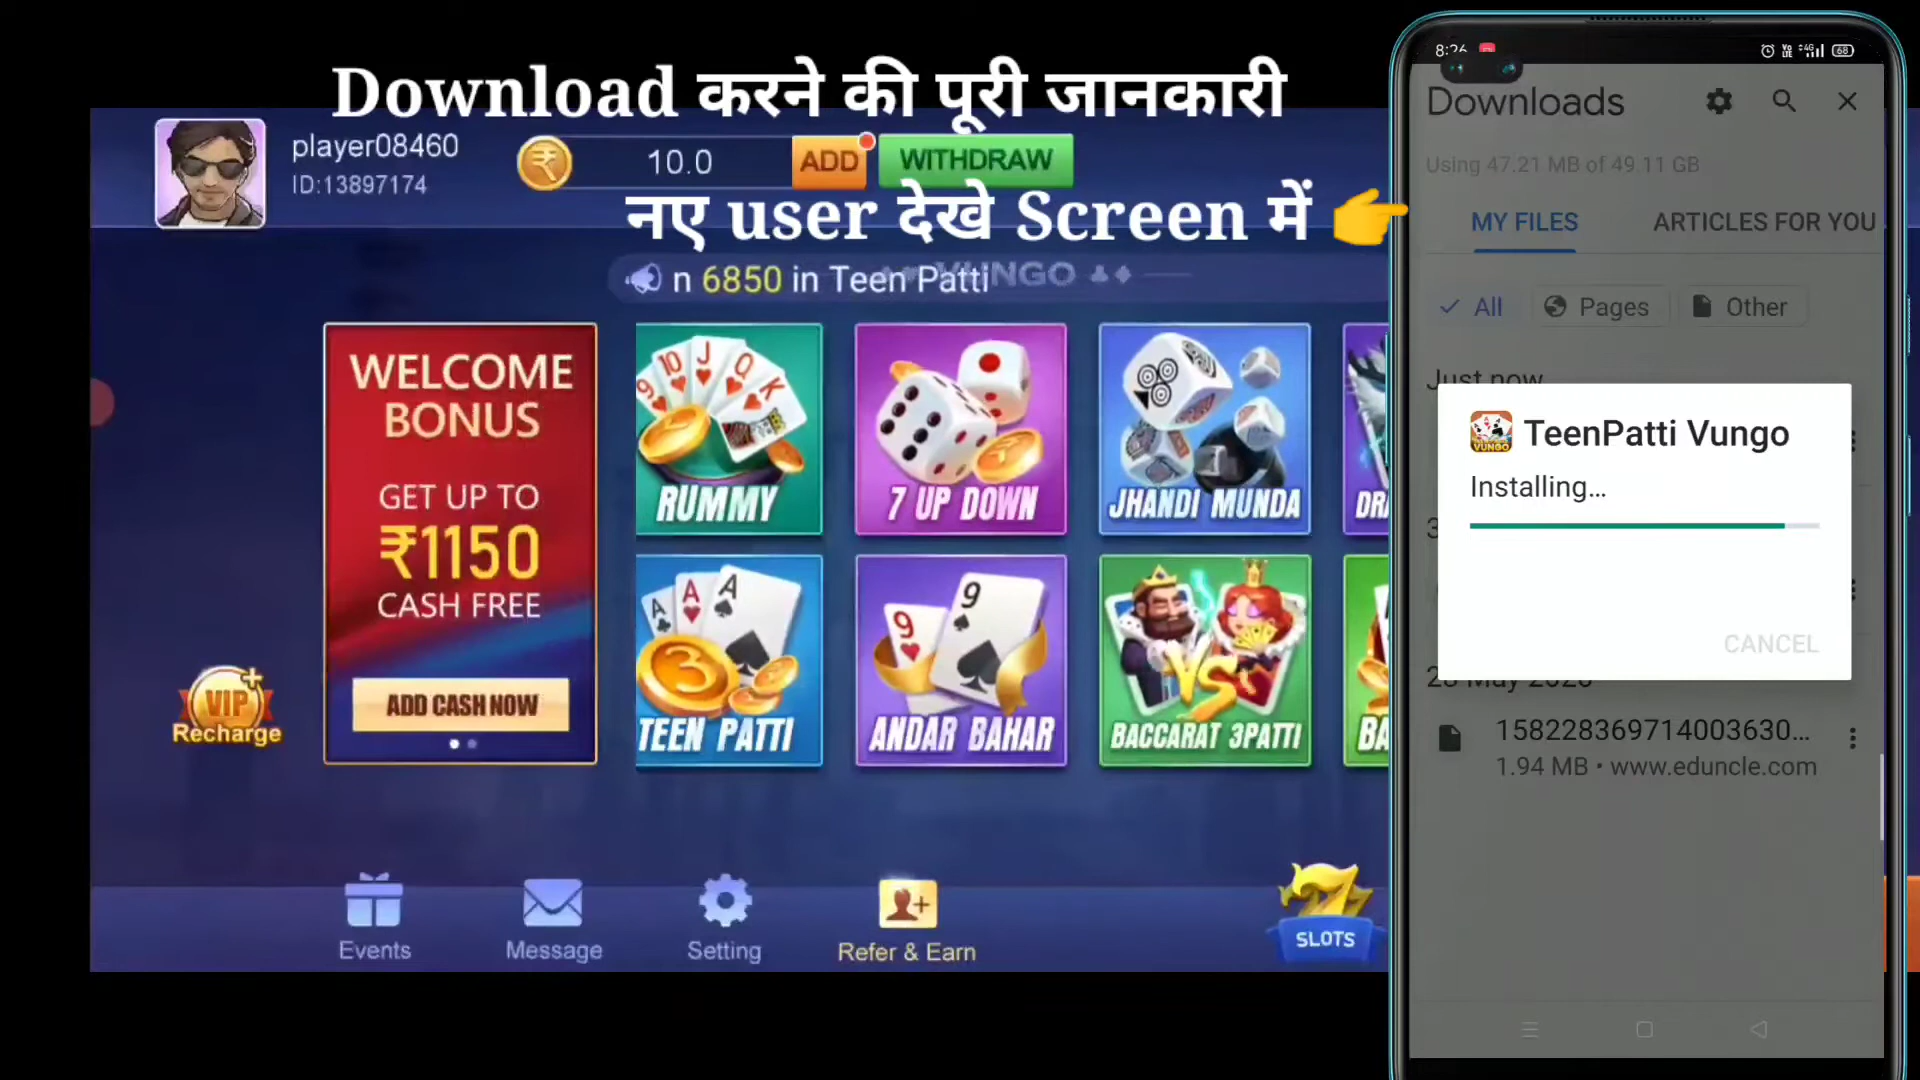 Download करने की पूरी जानकारी
नए user देखे Screen में
player08460
ID:13897174
10.0
ADD
WITHDRAW
n 6850 in Teen Patti
WELCOME
BONUS
GET UP TO
₹1150
CASH FREE
ADD CASH NOW
VIP
Recharge
RUMMY
7 UP DOWN
JHANDI MUNDA
TEEN PATTI
ANDAR BAHAR
BACCARAT 3PATTI
Events
Message
Setting
Refer & Earn
SLOTS
8:26
68
Downloads
Using 47.21 MB of 49.11 GB
MY FILES
ARTICLES FOR YOU
All
Pages
Other
Just now
TeenPatti Vungo
Installing...
CANCEL
158228369714003630...
1.94 MB • www.eduncle.com